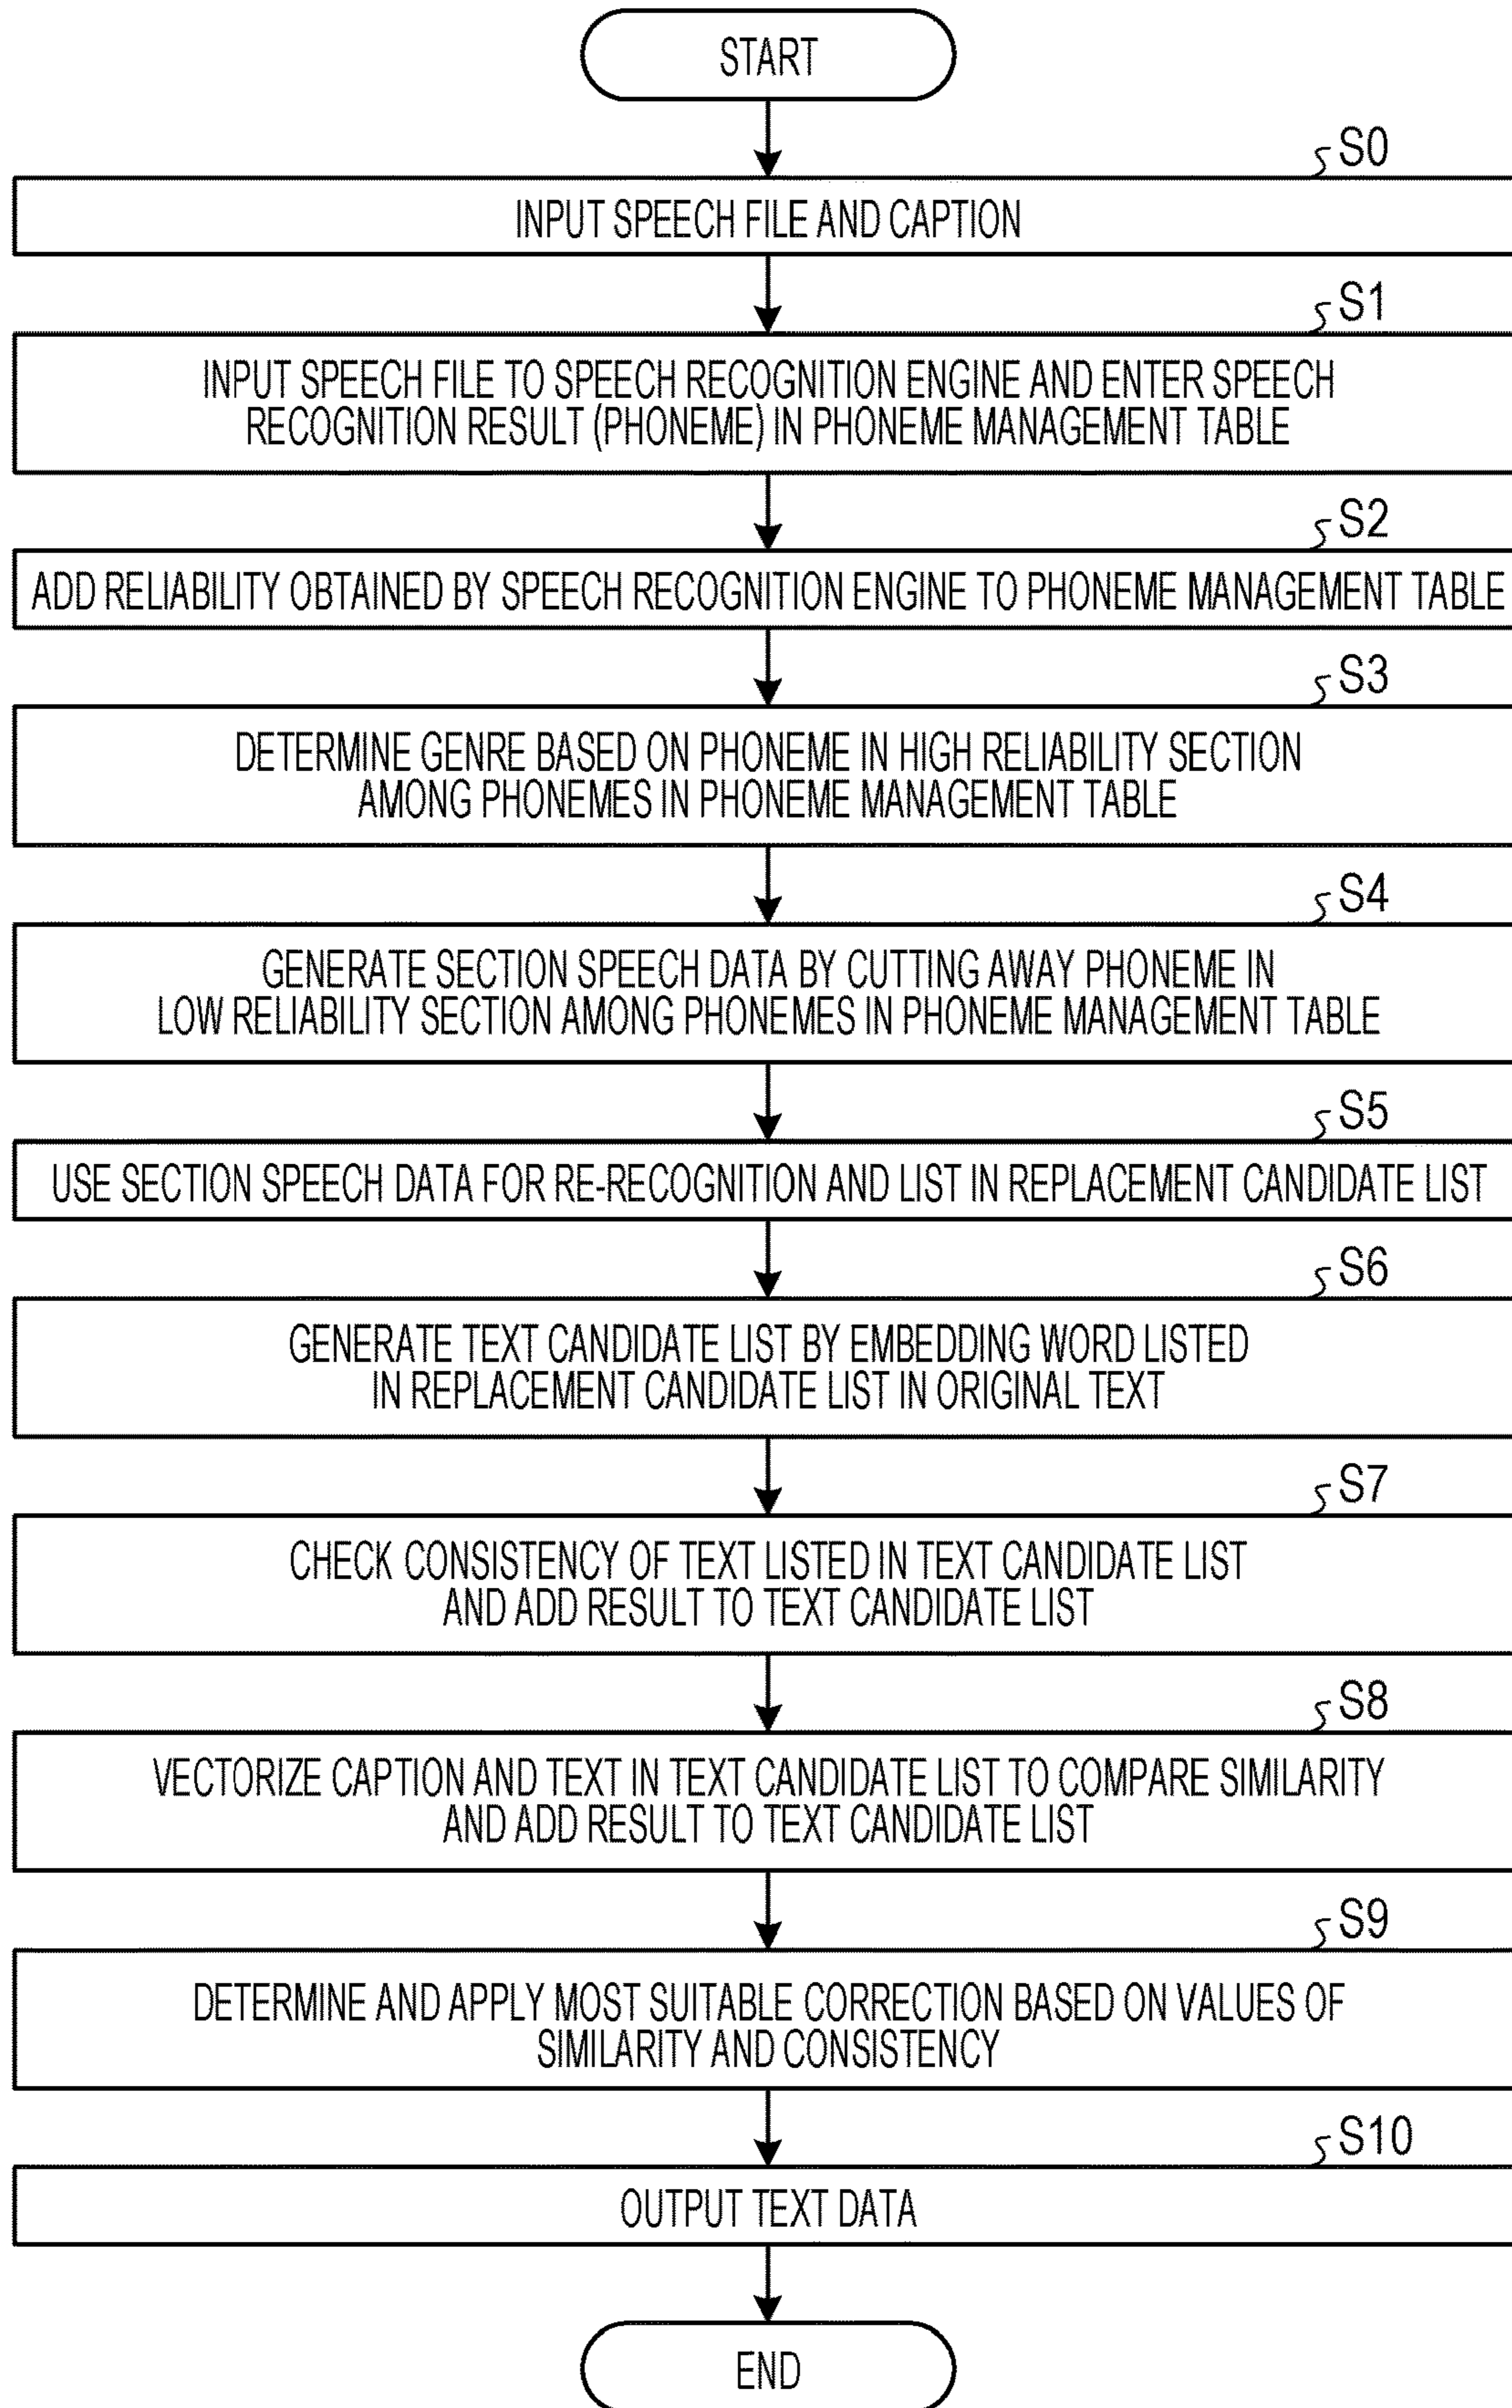 START
S0
INPUT SPEECH FILE AND CAPTION
S1
INPUT SPEECH FILE TO SPEECH RECOGNITION ENGINE AND ENTER SPEECH
RECOGNITION RESULT (PHONEME) IN PHONEME MANAGEMENT TABLE
S2
ADD RELIABILITY OBTAINED BY SPEECH RECOGNITION ENGINE TO PHONEME MANAGEMENT TABLE
S3
DETERMINE GENRE BASED ON PHONEME IN HIGH RELIABILITY SECTION
AMONG PHONEMES IN PHONEME MANAGEMENT TABLE
S4
GENERATE SECTION SPEECH DATA BY CUTTING AWAY PHONEME IN
LOW RELIABILITY SECTION AMONG PHONEMES IN PHONEME MANAGEMENT TABLE
S5
USE SECTION SPEECH DATA FOR RE-RECOGNITION AND LIST IN REPLACEMENT CANDIDATE LIST
S6
GENERATE TEXT CANDIDATE LIST BY EMBEDDING WORD LISTED
IN REPLACEMENT CANDIDATE LIST IN ORIGINAL TEXT
S7
CHECK CONSISTENCY OF TEXT LISTED IN TEXT CANDIDATE LIST
AND ADD RESULT TO TEXT CANDIDATE LIST
S8
VECTORIZE CAPTION AND TEXT IN TEXT CANDIDATE LIST TO COMPARE SIMILARITY
AND ADD RESULT TO TEXT CANDIDATE LIST
S9
DETERMINE AND APPLY MOST SUITABLE CORRECTION BASED ON VALUES OF
SIMILARITY AND CONSISTENCY
S10
OUTPUT TEXT DATA
END